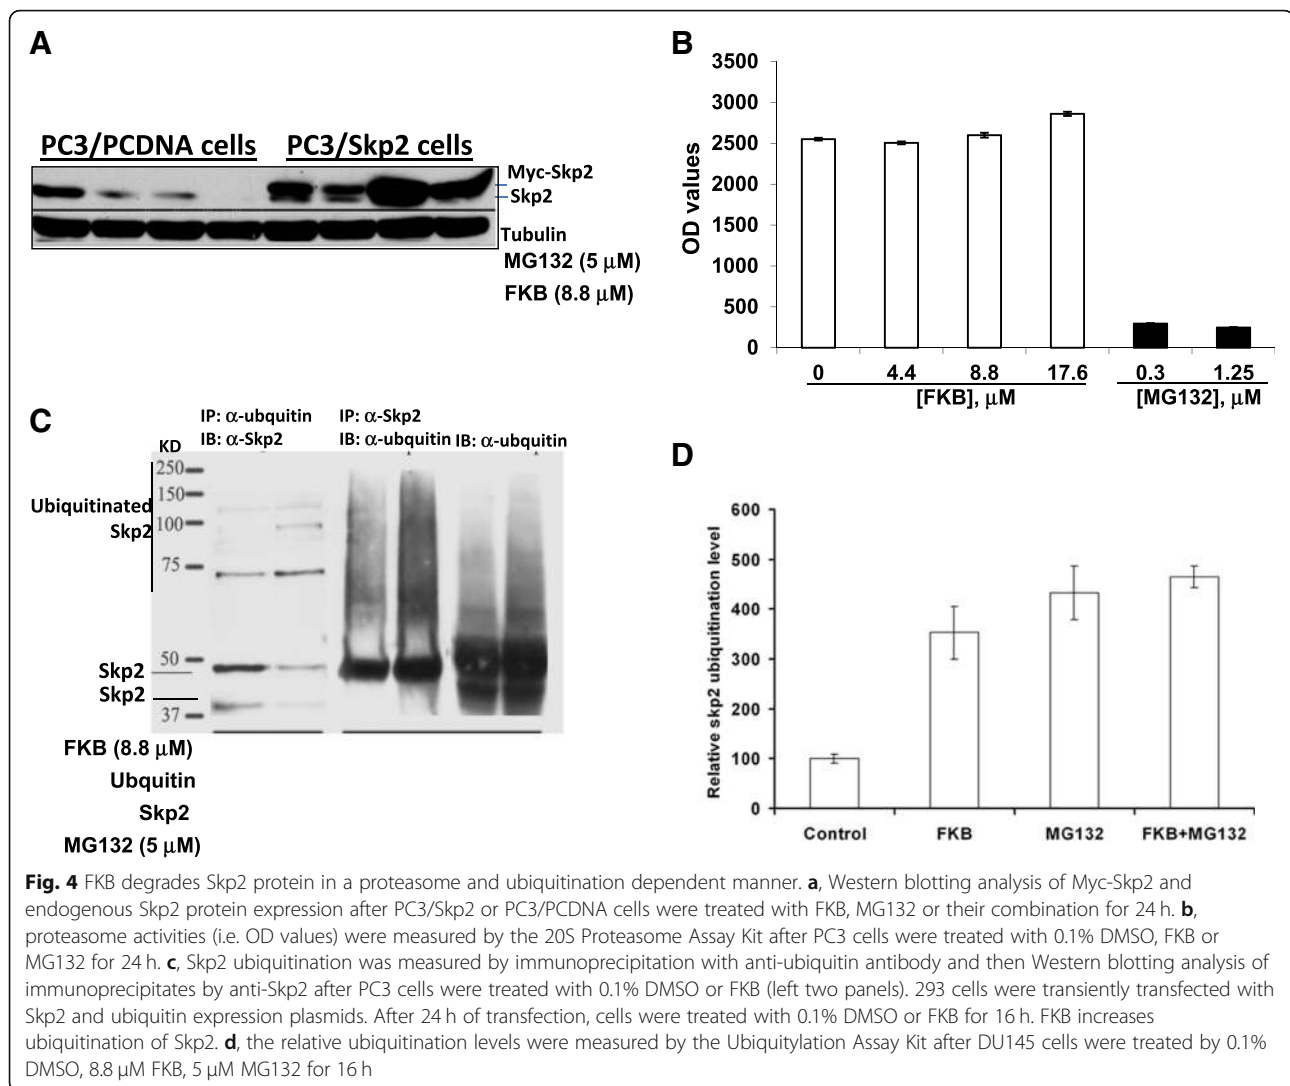 A
PC3/PCDNA cells PC3/Skp2 cells
Myc-Skp2
Skp2
Tubulin
MG132 (5 μM)
FKB (8.8 μM)
B
3500
3000
2500
2000
1500
1000
500
0
OD values
0 4.4 8.8 17.6 0.3 1.25
[FKB], μM [MG132], μM
C
IP: α-ubquitin IP: α-Skp2
IB: α-Skp2 IB: α-ubquitin IB: α-ubquitin
KD
250
150
100
75
50
37
Ubiquitinated
Skp2
Skp2
Skp2
FKB (8.8 μM)
Ubquitin
Skp2
MG132 (5 μM)
D
600
500
400
300
200
100
0
Relative skp2 ubiquitination level
Control FKB MG132 FKB+MG132
Fig. 4 FKB degrades Skp2 protein in a proteasome and ubiquitination dependent manner. a, Western blotting analysis of Myc-Skp2 and
endogenous Skp2 protein expression after PC3/Skp2 or PC3/PCDNA cells were treated with FKB, MG132 or their combination for 24 h. b,
proteasome activities (i.e. OD values) were measured by the 20S Proteasome Assay Kit after PC3 cells were treated with 0.1% DMSO, FKB or
MG132 for 24 h. c, Skp2 ubiquitination was measured by immunoprecipitation with anti-ubiquitin antibody and then Western blotting analysis of
immunoprecipitates by anti-Skp2 after PC3 cells were treated with 0.1% DMSO or FKB (left two panels). 293 cells were transiently transfected with
Skp2 and ubiquitin expression plasmids. After 24 h of transfection, cells were treated with 0.1% DMSO or FKB for 16 h. FKB increases
ubiquitination of Skp2. d, the relative ubiquitination levels were measured by the Ubiquitylation Assay Kit after DU145 cells were treated by 0.1%
DMSO, 8.8 μM FKB, 5 μM MG132 for 16 h